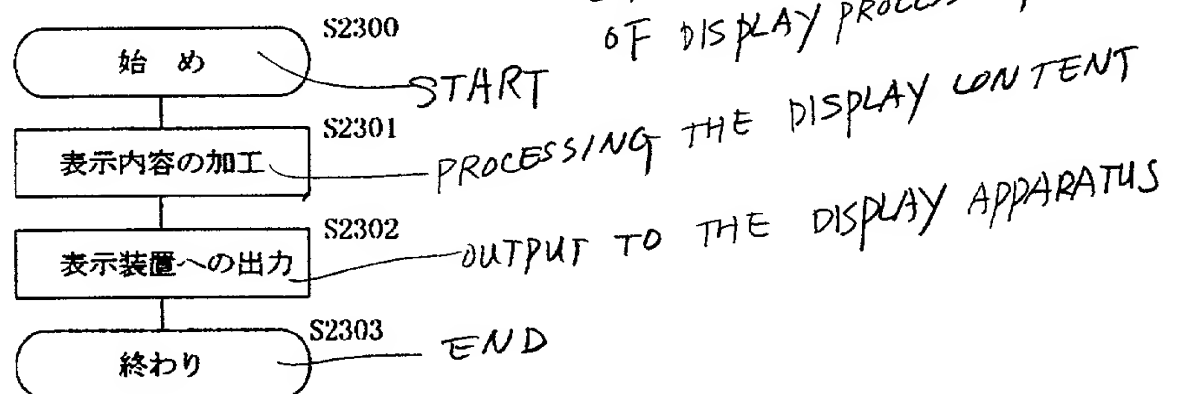 OF DISPLAY
S2300
始め
START
S2301
表示内容の加工
PROCESSING THE DISPLAY CONTENT
S2302
表示装置への出力
OUTPUT TO THE DISPLAY APPARATUS
S2303
終わり
END